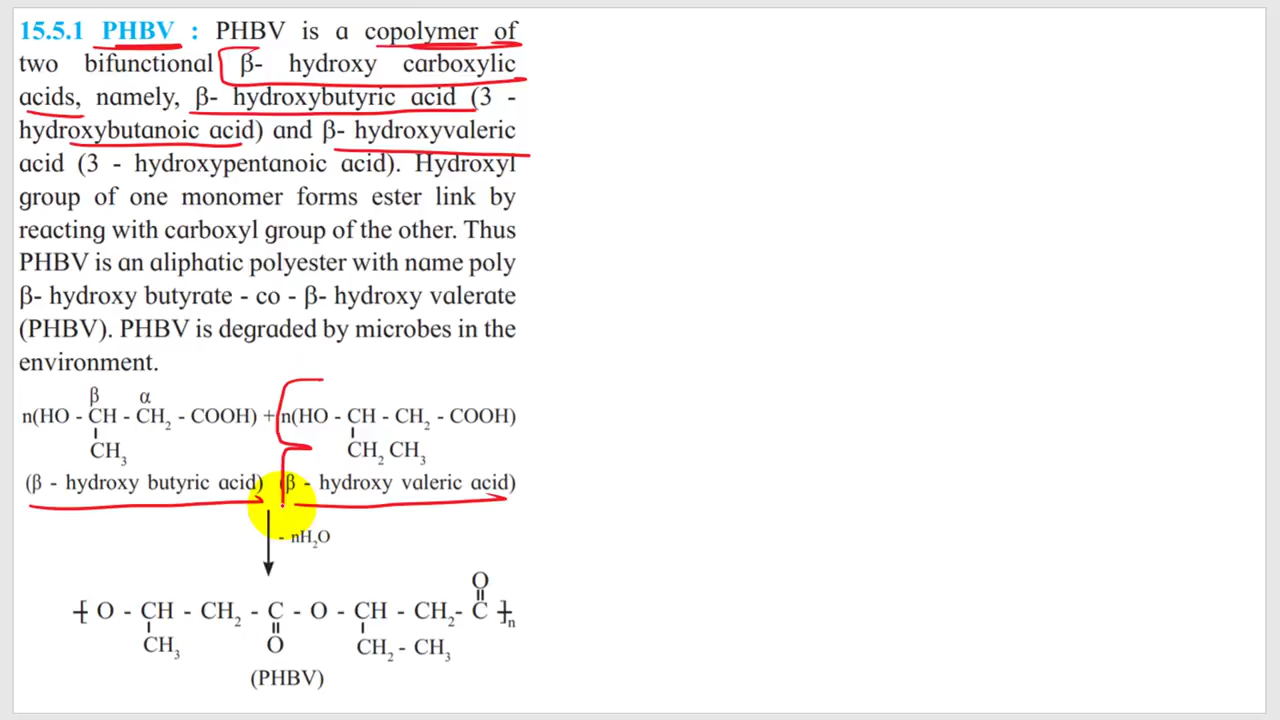 15.5.1 PHBV : PHBV is a copolymer of
two bifunctional β- hydroxy carboxylic
acids, namely, β- hydroxybutyric acid (3 -
hydroxybutanoic acid) and β- hydroxyvaleric
acid (3 - hydroxypentanoic acid). Hydroxyl
group of one monomer forms ester link by
reacting with carboxyl group of the other. Thus
PHBV is an aliphatic polyester with name poly
β- hydroxy butyrate - co - β- hydroxy valerate
(PHBV). PHBV is degraded by microbes in the
environment.
β α
n(HO - CH - CH₂ - COOH) + n(HO - CH - CH₂ - COOH)
CH₃ CH₂ CH₃
(β - hydroxy butyric acid) (β - hydroxy valeric acid)
- nH₂O
O
[ O - CH - CH₂ - C - O - CH - CH₂- C ]n
CH₃ O CH₂ - CH₃
(PHBV)